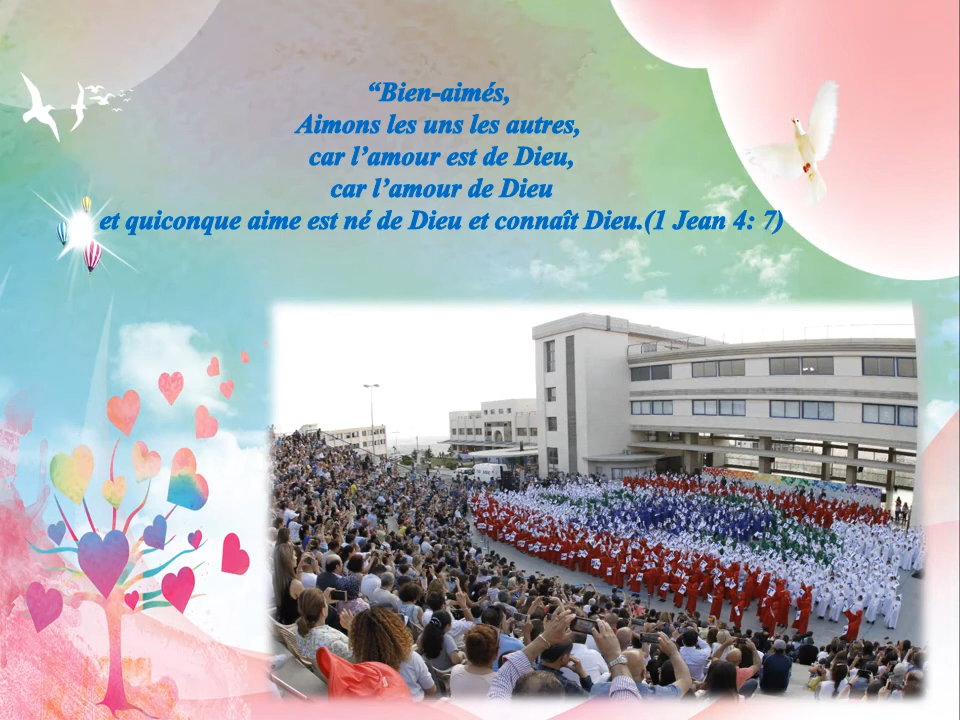 “Bien-aimés,
Aimons les uns les autres,
car l’amour est de Dieu,
car l’amour de Dieu
et quiconque aime est né de Dieu et connaît Dieu.(1 Jean 4: 7)